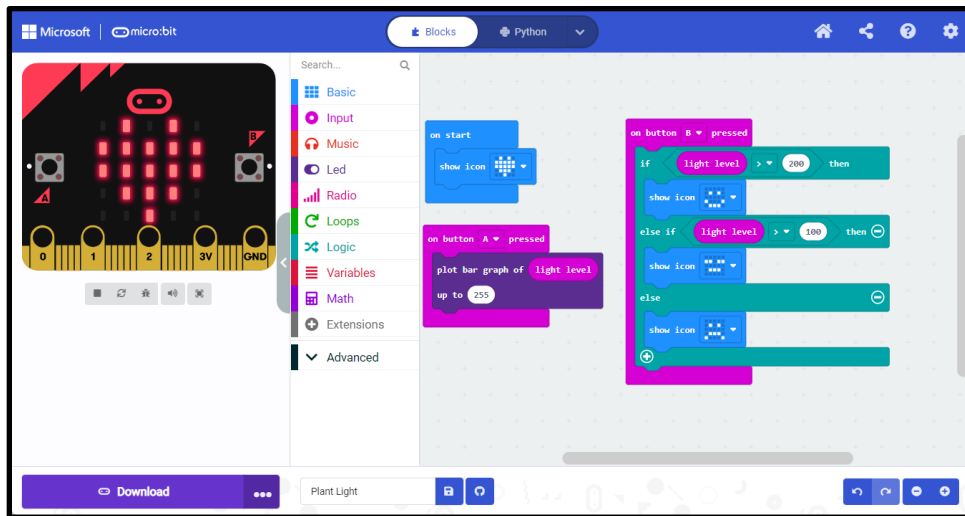 Microsoft micro:bit Blocks Python
Search...
Basic
Input
Music
Led
Radio
Loops
Logic
Variables
Math
Extensions
Advanced
A
B
0 1 2 3V GND
on start
show icon
on button A pressed
plot bar graph of light level
up to 255
on button B pressed
if light level > 200 then
show icon
else if light level > 100 then
show icon
else
show icon
Download
Plant Light